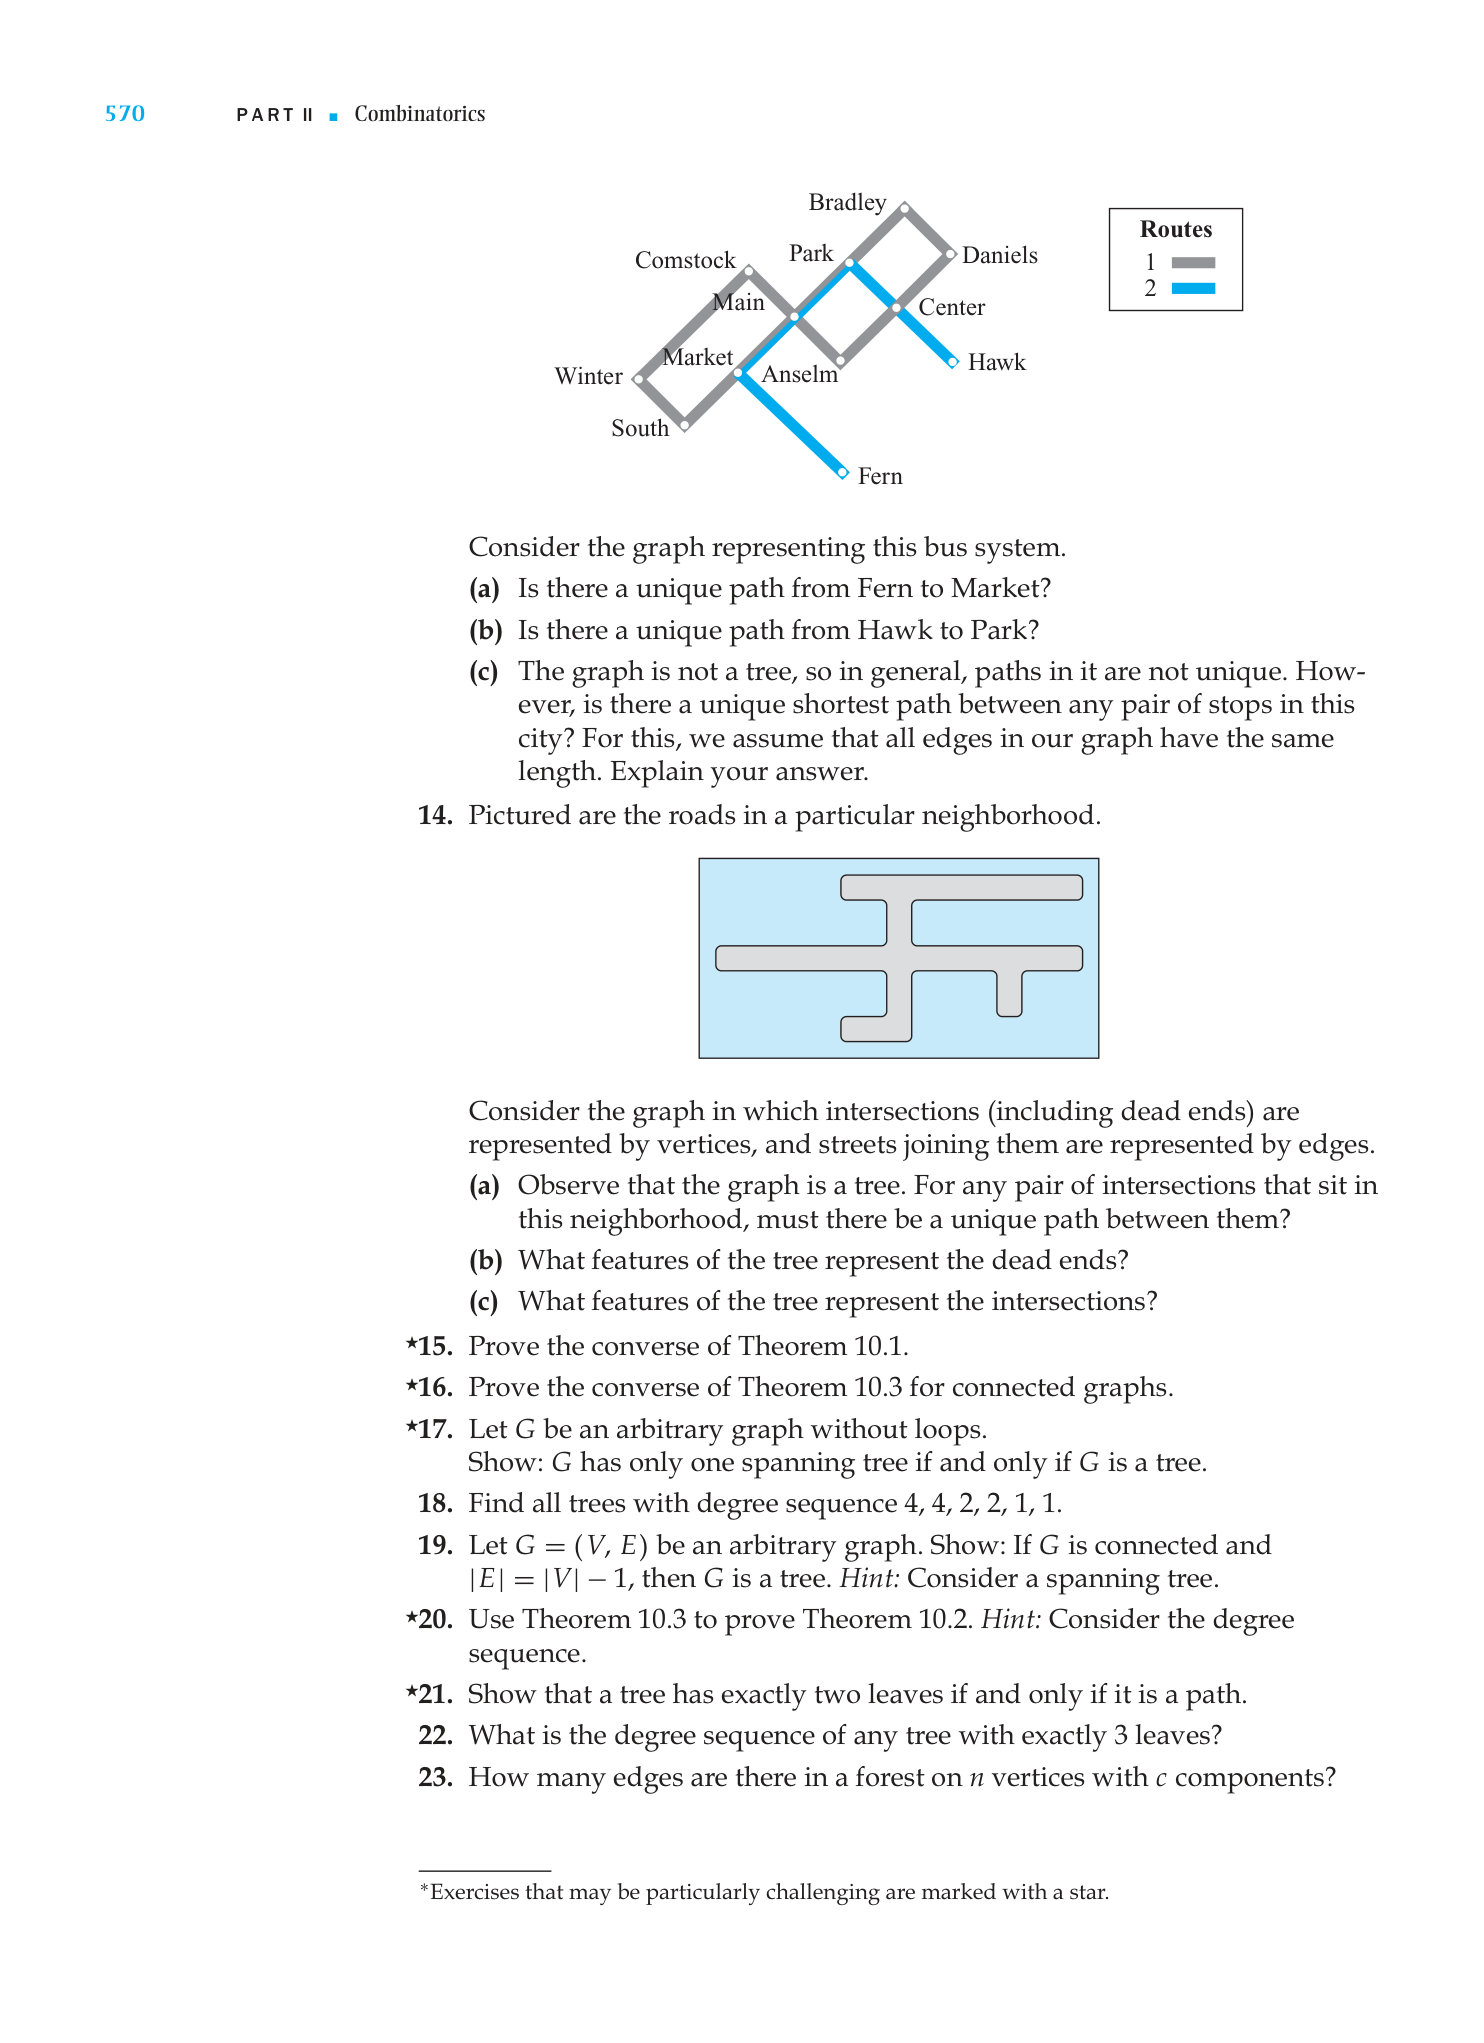 570 PART II ■ Combinatorics
Bradley
Comstock
Park
Daniels
Main
Center
Market
Winter
Anselm
Hawk
South
Fern
Routes
1
2
Consider the graph representing this bus system.
(a) Is there a unique path from Fern to Market?
(b) Is there a unique path from Hawk to Park?
(c) The graph is not a tree, so in general, paths in it are not unique. How-
ever, is there a unique shortest path between any pair of stops in this
city? For this, we assume that all edges in our graph have the same
length. Explain your answer.
14. Pictured are the roads in a particular neighborhood.
Consider the graph in which intersections (including dead ends) are
represented by vertices, and streets joining them are represented by edges.
(a) Observe that the graph is a tree. For any pair of intersections that sit in
this neighborhood, must there be a unique path between them?
(b) What features of the tree represent the dead ends?
(c) What features of the tree represent the intersections?
★15. Prove the converse of Theorem 10.1.
★16. Prove the converse of Theorem 10.3 for connected graphs.
★17. Let G be an arbitrary graph without loops.
Show: G has only one spanning tree if and only if G is a tree.
18. Find all trees with degree sequence 4, 4, 2, 2, 1, 1.
19. Let G = (V, E) be an arbitrary graph. Show: If G is connected and
|E| = |V| − 1, then G is a tree. Hint: Consider a spanning tree.
★20. Use Theorem 10.3 to prove Theorem 10.2. Hint: Consider the degree
sequence.
★21. Show that a tree has exactly two leaves if and only if it is a path.
22. What is the degree sequence of any tree with exactly 3 leaves?
23. How many edges are there in a forest on n vertices with c components?
*Exercises that may be particularly challenging are marked with a star.